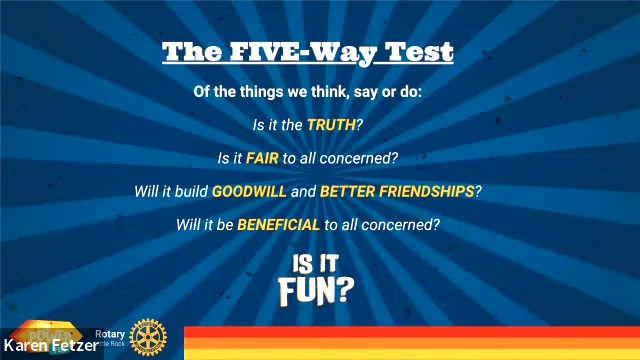 The FIVE-Way Test
Of the things we think, say or do:
Is it the TRUTH?
Is it FAIR to all concerned?
Will it build GOODWILL and BETTER FRIENDSHIPS?
Will it be BENEFICIAL to all concerned?
IS IT
FUN?
Rotary
Rock
Karen Fetzer